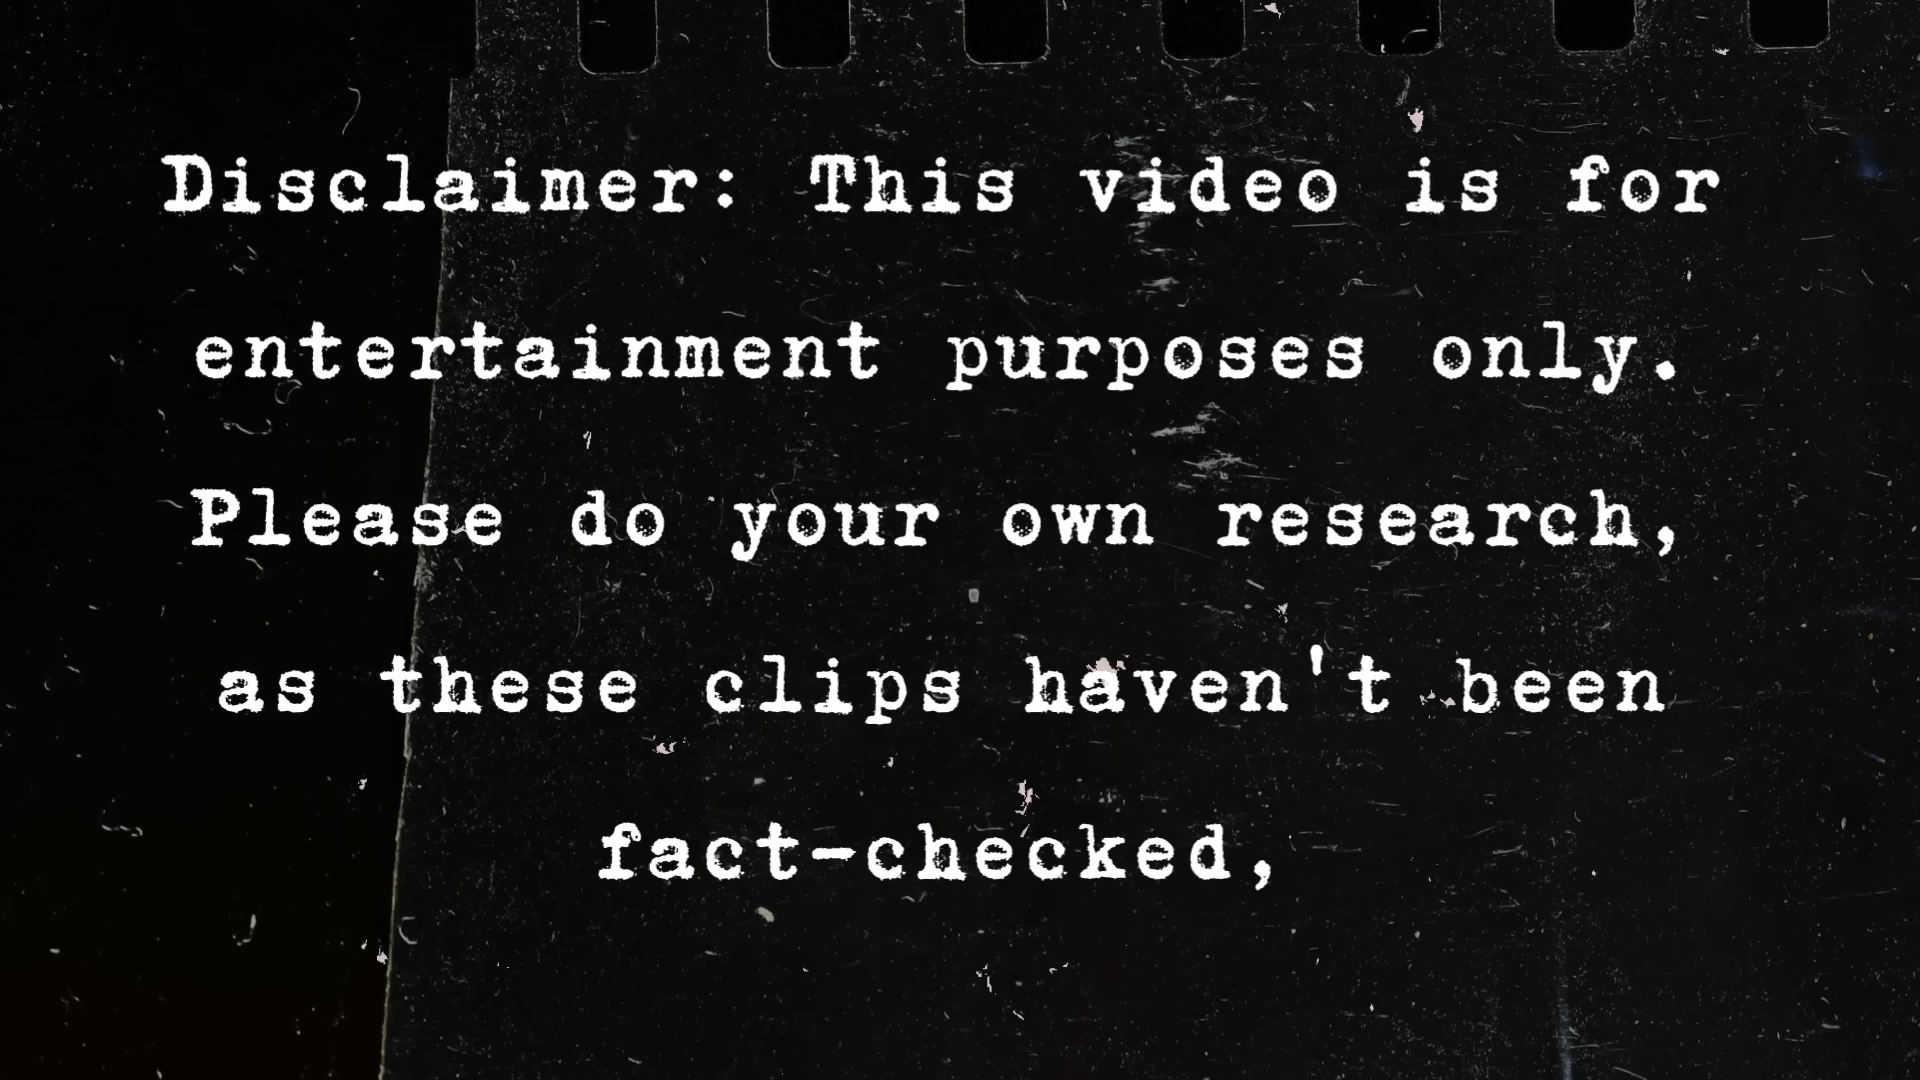 Disclaimer: This video is for
entertainment purposes only.
Please do your own research,
as these clips haven't been
fact-checked,